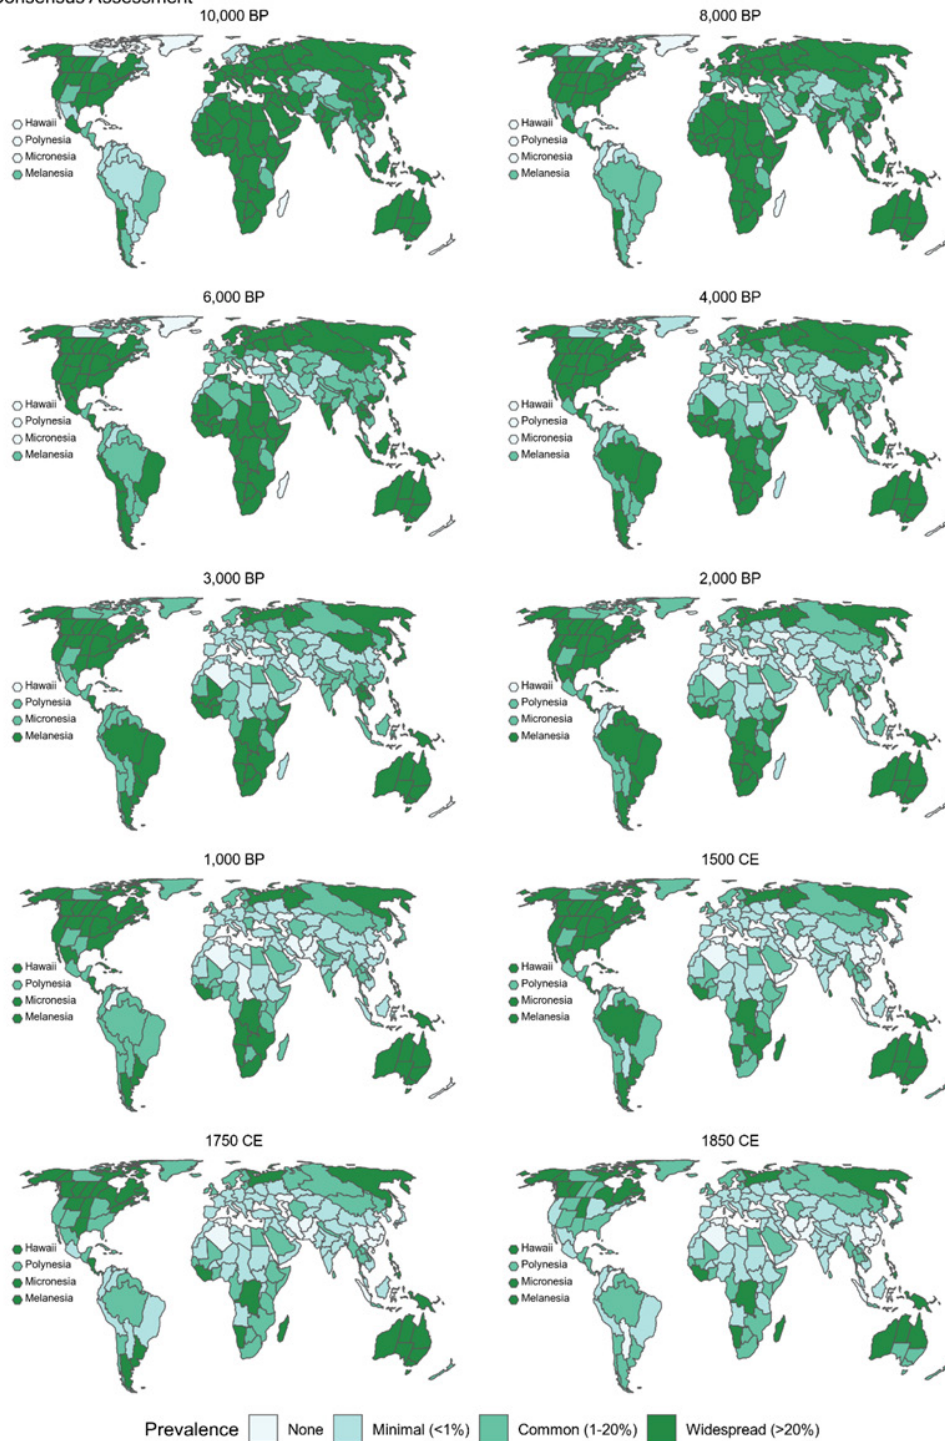 Consensus Assessment
10,000 BP
8,000 BP
Hawaii
Polynesia
Micronesia
Melanesia
Hawaii
Polynesia
Micronesia
Melanesia
6,000 BP
4,000 BP
Hawaii
Polynesia
Micronesia
Melanesia
Hawaii
Polynesia
Micronesia
Melanesia
3,000 BP
2,000 BP
Hawaii
Polynesia
Micronesia
Melanesia
Hawaii
Polynesia
Micronesia
Melanesia
1,000 BP
1500 CE
Hawaii
Polynesia
Micronesia
Melanesia
Hawaii
Polynesia
Micronesia
Melanesia
1750 CE
1850 CE
Hawaii
Polynesia
Micronesia
Melanesia
Hawaii
Polynesia
Micronesia
Melanesia
Prevalence None Minimal (<1%) Common (1-20%) Widespread (>20%)